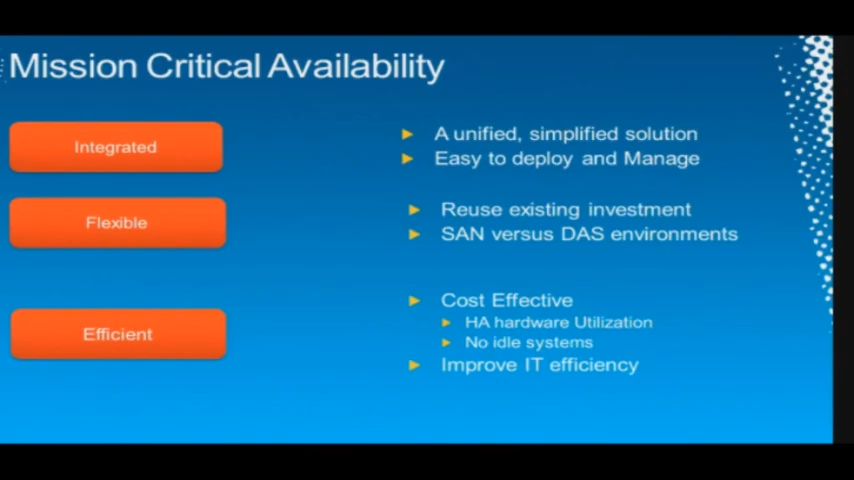 Mission Critical Availability
Integrated
A unified, simplified solution
Easy to deploy and Manage
Flexible
Reuse existing investment
SAN versus DAS environments
Efficient
Cost Effective
HA hardware Utilization
No idle systems
Improve IT efficiency